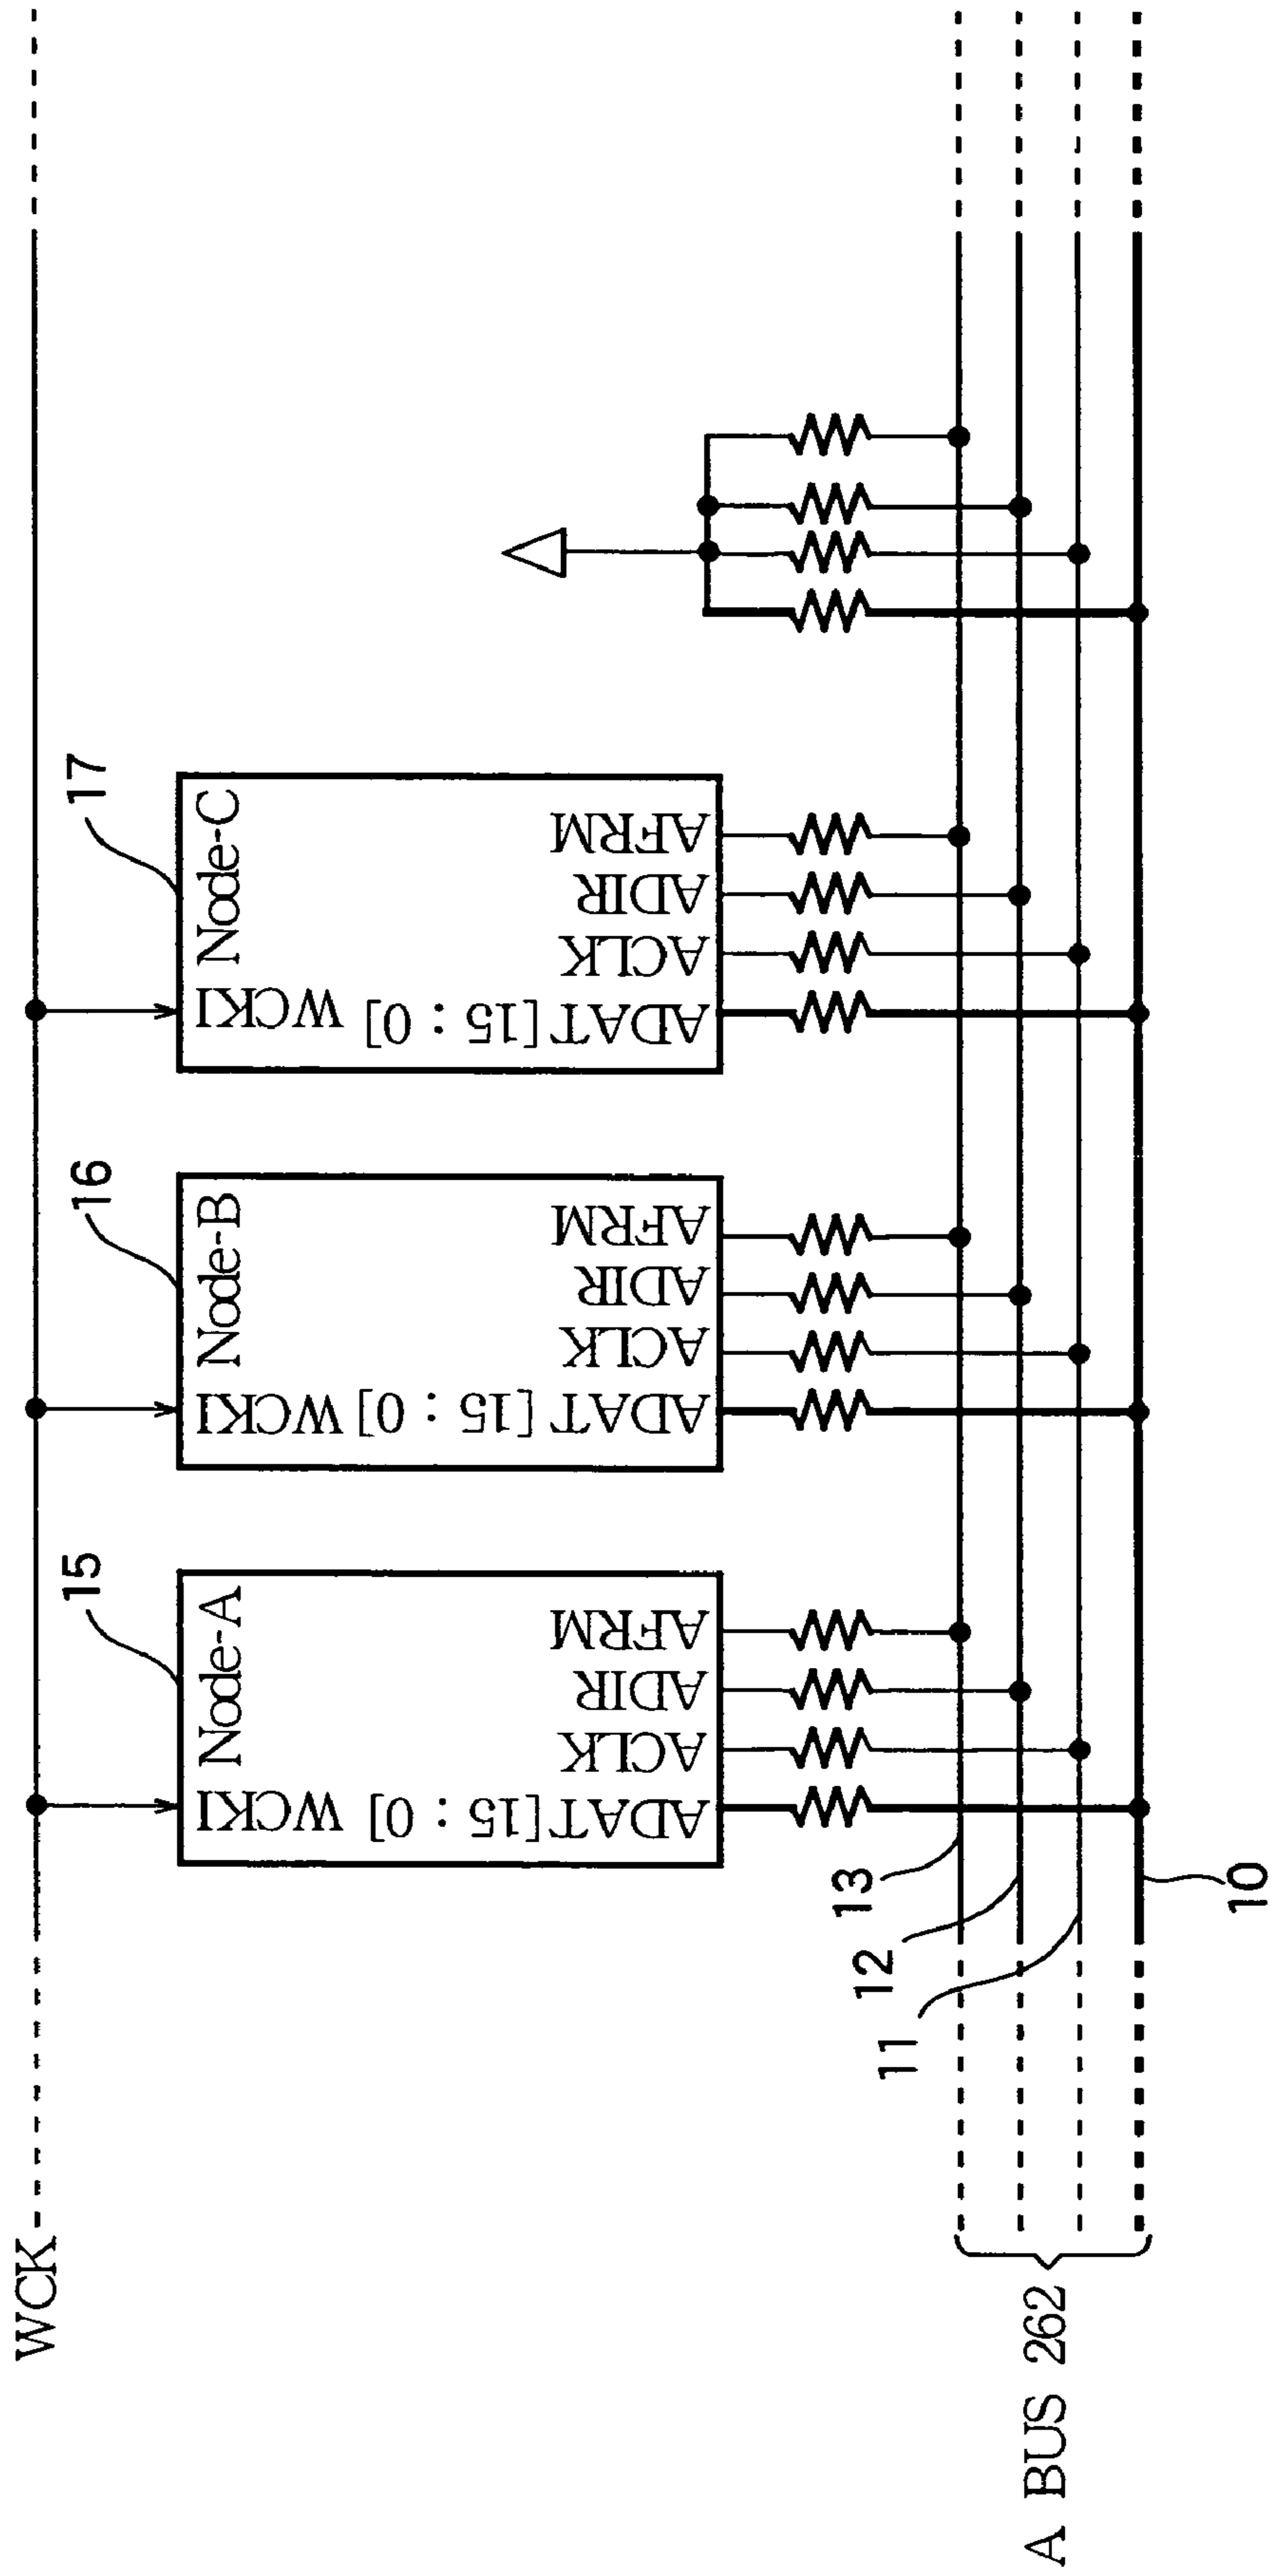 WCK
15
16
17
Node-A
Node-B
Node-C
WCKI
ADAT[15 : 0]
ACLK
ADIR
AFRM
WCKI
ADAT[15 : 0]
ACLK
ADIR
AFRM
WCKI
ADAT[15 : 0]
ACLK
ADIR
AFRM
13
12
11
10
A BUS 262